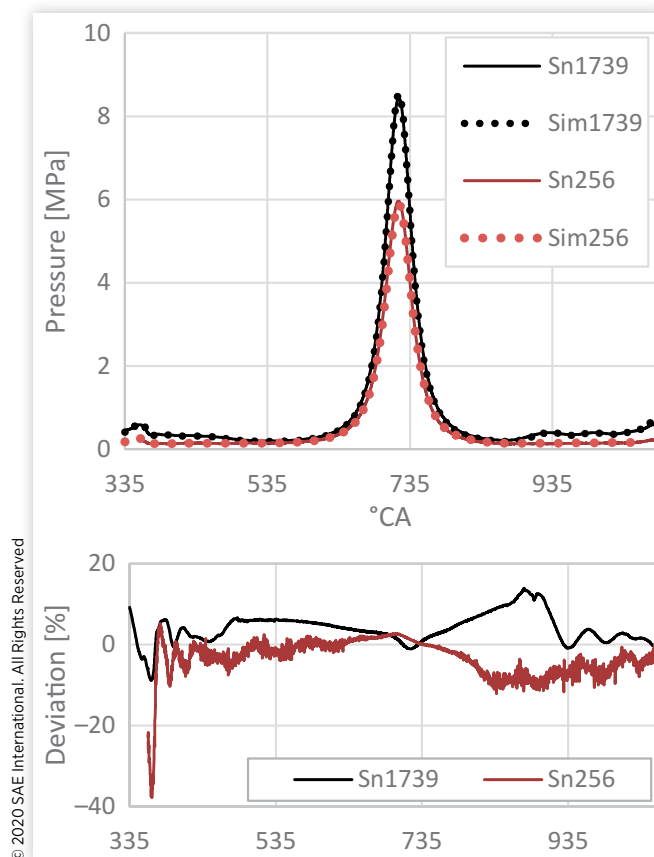 10
8
6
4
2
0
Pressure [MPa]
Sn1739
Sim1739
Sn256
Sim256
335 535 735 935
°CA
20
0
−20
−40
Deviation [%]
Sn1739 Sn256
335 535 735 935
© 2020 SAE International. All Rights Reserved